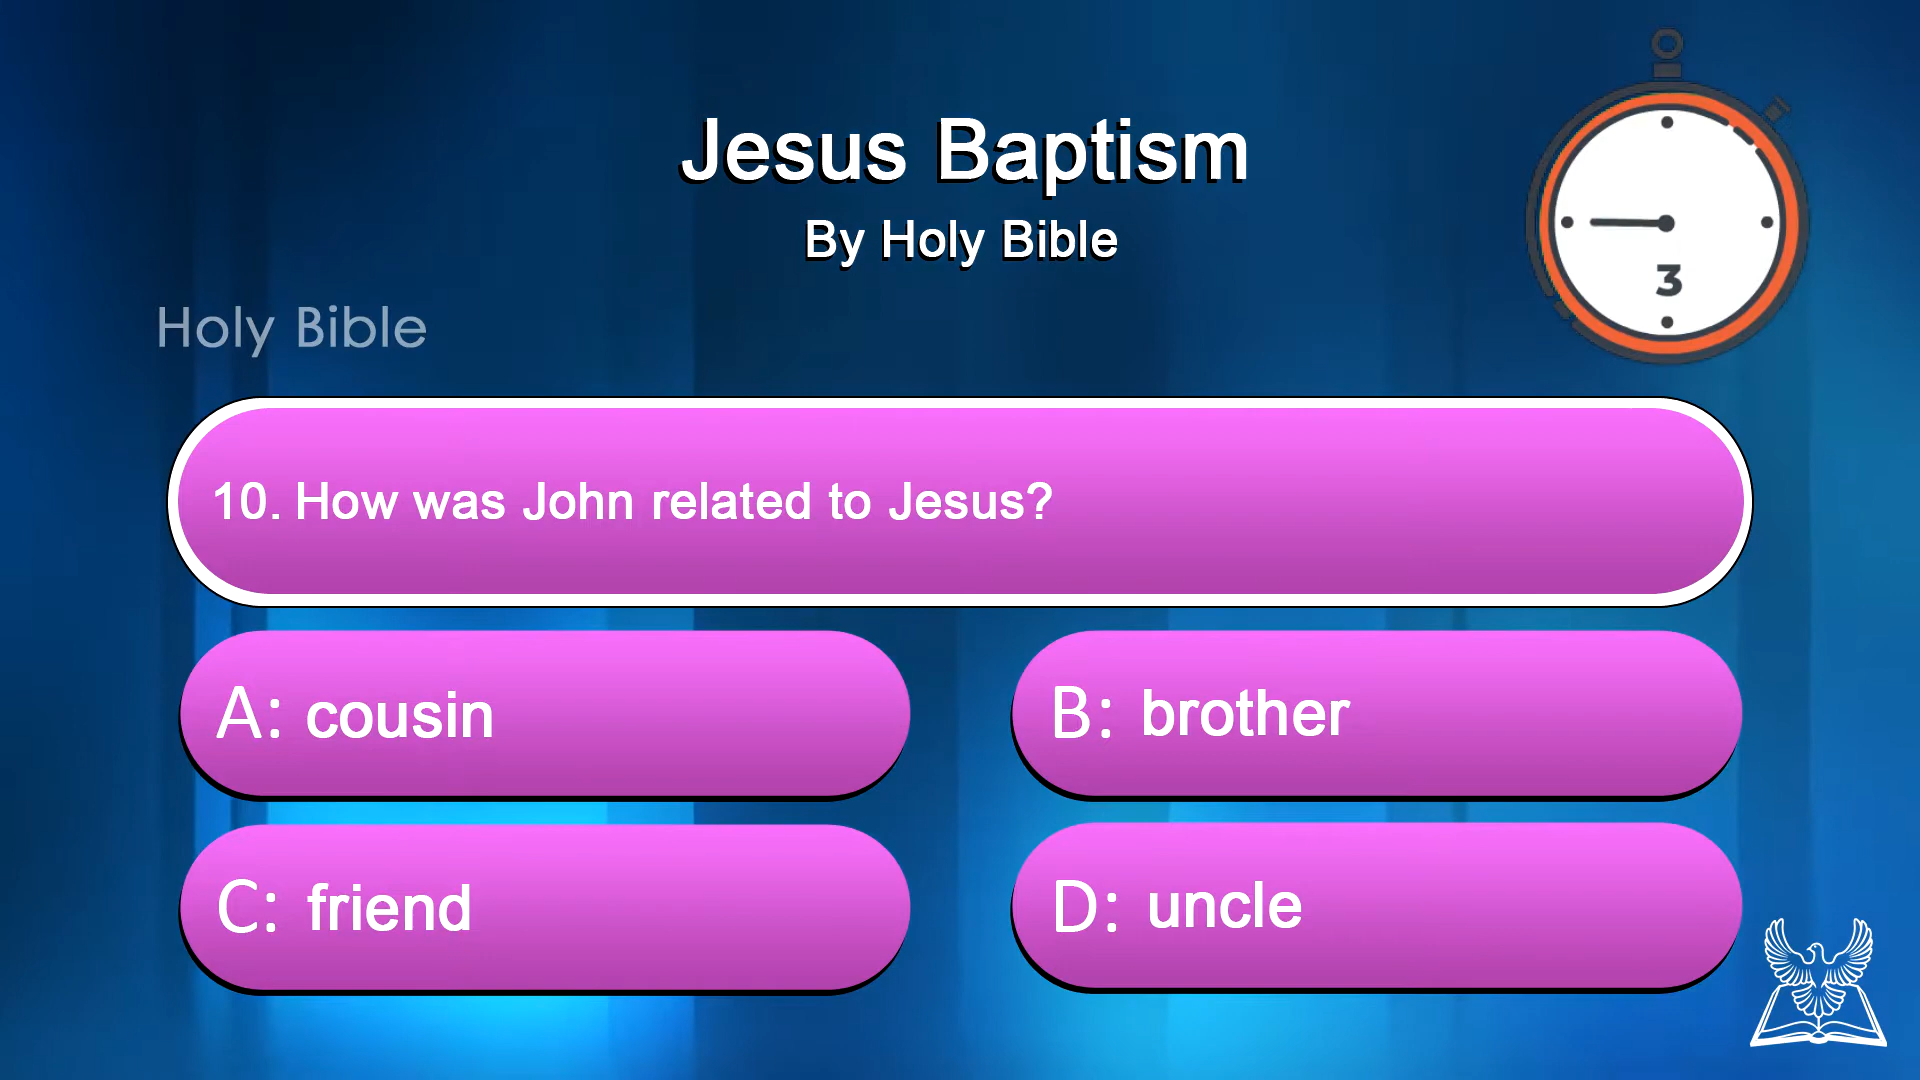 Jesus Baptism
By Holy Bible
Holy Bible
3
10. How was John related to Jesus?
A: cousin
B: brother
C: friend
D: uncle